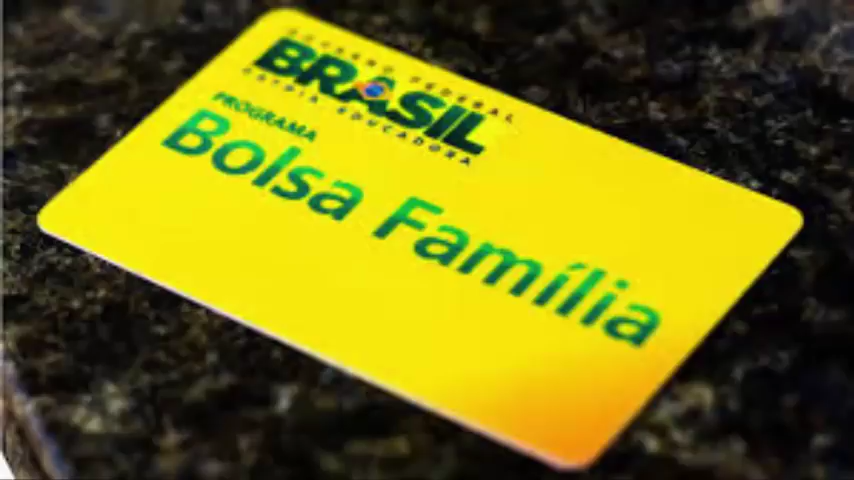 GOVERNO FEDERAL
BRASIL
PÁTRIA EDUCADORA
PROGRAMA
Bolsa Família